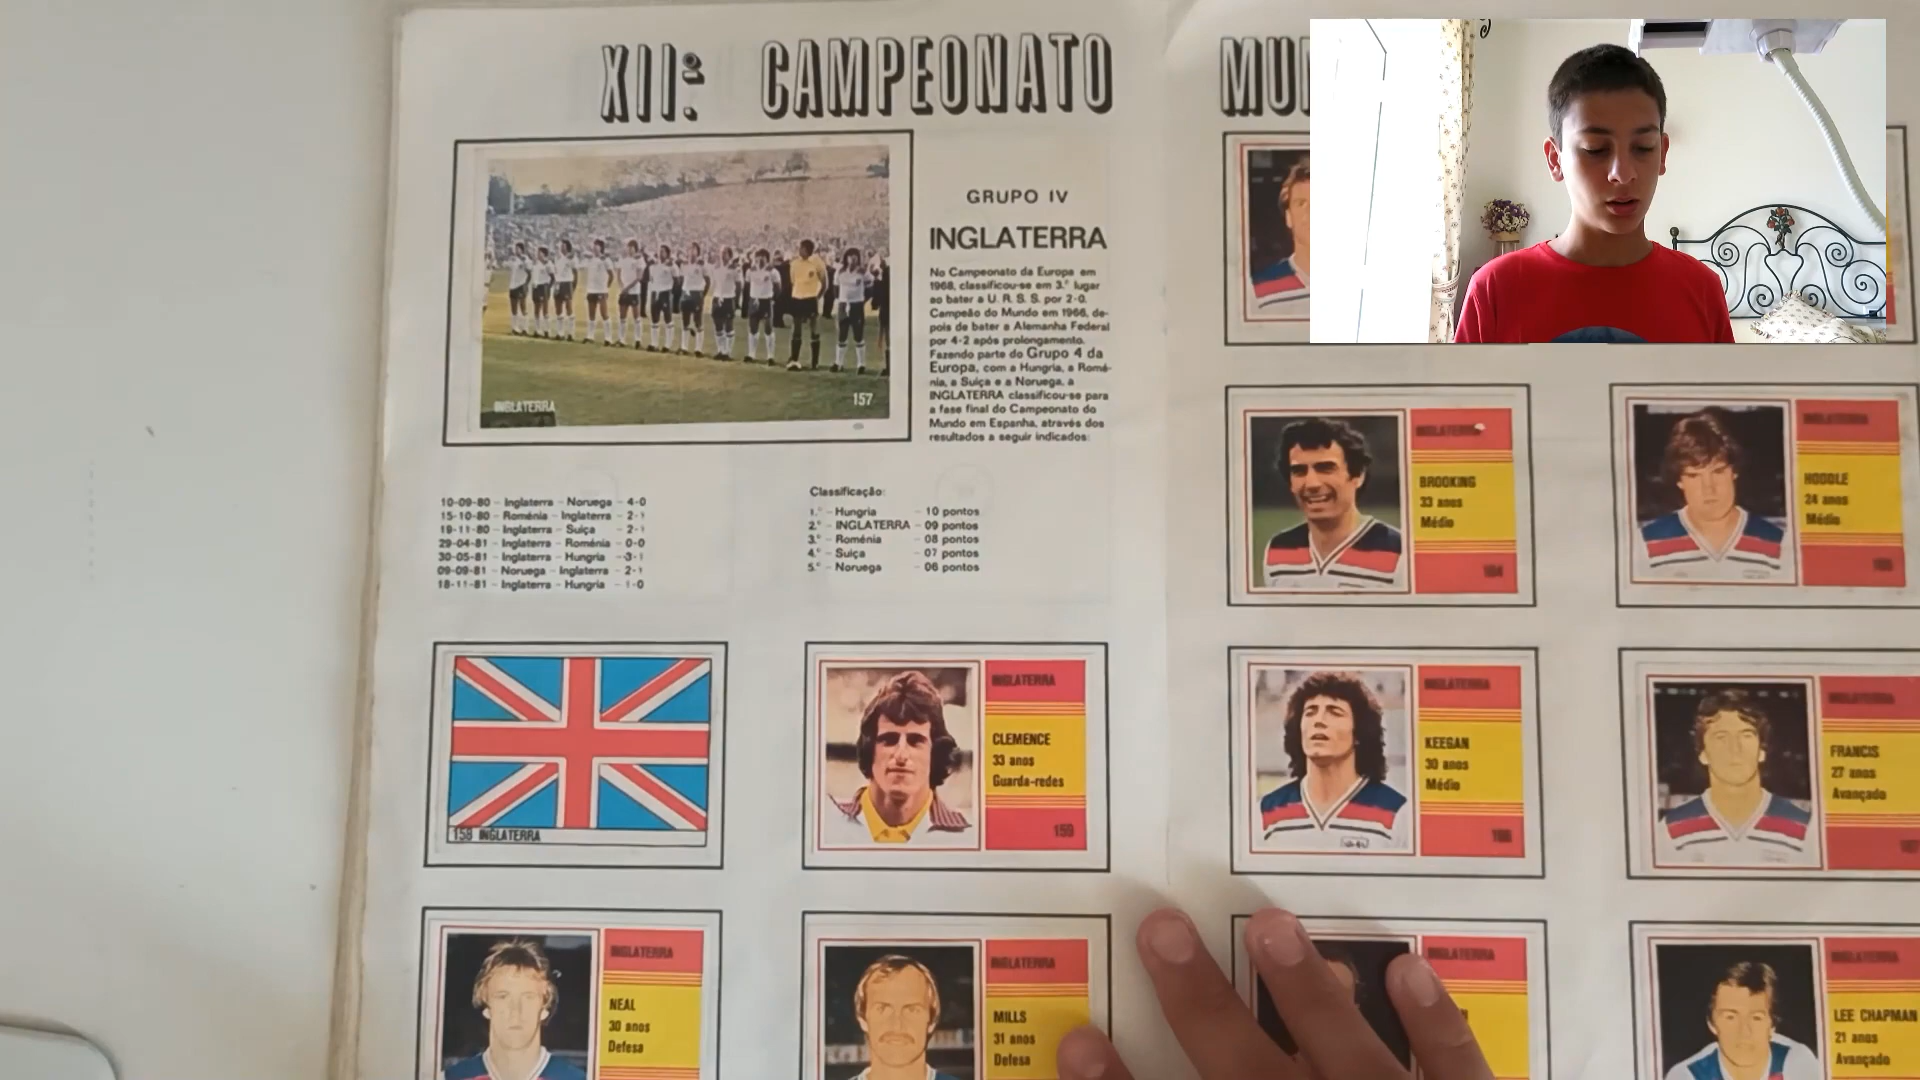 XII.º CAMPEONATO
INGLATERRA
157
GRUPO IV
INGLATERRA
No Campeonato da Europa em
1968, classificou-se em 3.º lugar
ao bater a U. R. S. S. por 2-0.
Campeão do Mundo em 1966, de-
pois de bater a Alemanha Federal
por 4-2 após prolongamento.
Fazendo parte do Grupo 4 da
Europa, com a Hungria, a Romé-
nia, a Suiça e a Noruega, a
INGLATERRA classificou-se para
a fase final do Campeonato do
Mundo em Espanha, através dos
resultados a seguir indicados:
10-09-80 - Inglaterra - Noruega - 4-0
15-10-80 - Roménia - Inglaterra - 2-1
19-11-80 - Inglaterra - Suiça - 2-1
29-04-81 - Inglaterra - Roménia - 0-0
30-05-81 - Inglaterra - Hungria -3-1
09-09-81 - Noruega - Inglaterra - 2-1
18-11-81 - Inglaterra - Hungria - 1-0
Classificação:
1.º - Hungria - 10 pontos
2.º - INGLATERRA - 09 pontos
3.º - Roménia - 08 pontos
4.º - Suiça - 07 pontos
5.º - Noruega - 06 pontos
158 INGLATERRA
INGLATERRA
CLEMENCE
33 anos
Guarda-redes
159
INGLATERRA
NEAL
30 anos
Defesa
INGLATERRA
MILLS
31 anos
Defesa
INGLATERRA
BROOKING
33 anos
Médio
164
INGLATERRA
HODDLE
24 anos
Médio
165
INGLATERRA
KEEGAN
30 anos
Médio
166
INGLATERRA
FRANCIS
27 anos
Avançado
167
INGLATERRA
INGLATERRA
LEE CHAPMAN
21 anos
Avançado